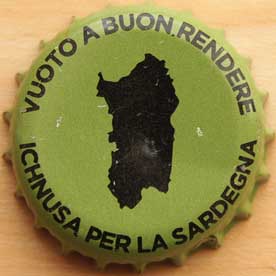 VUOTO A BUON.RENDERE
ICHNUSA PER LA SARDEGNA